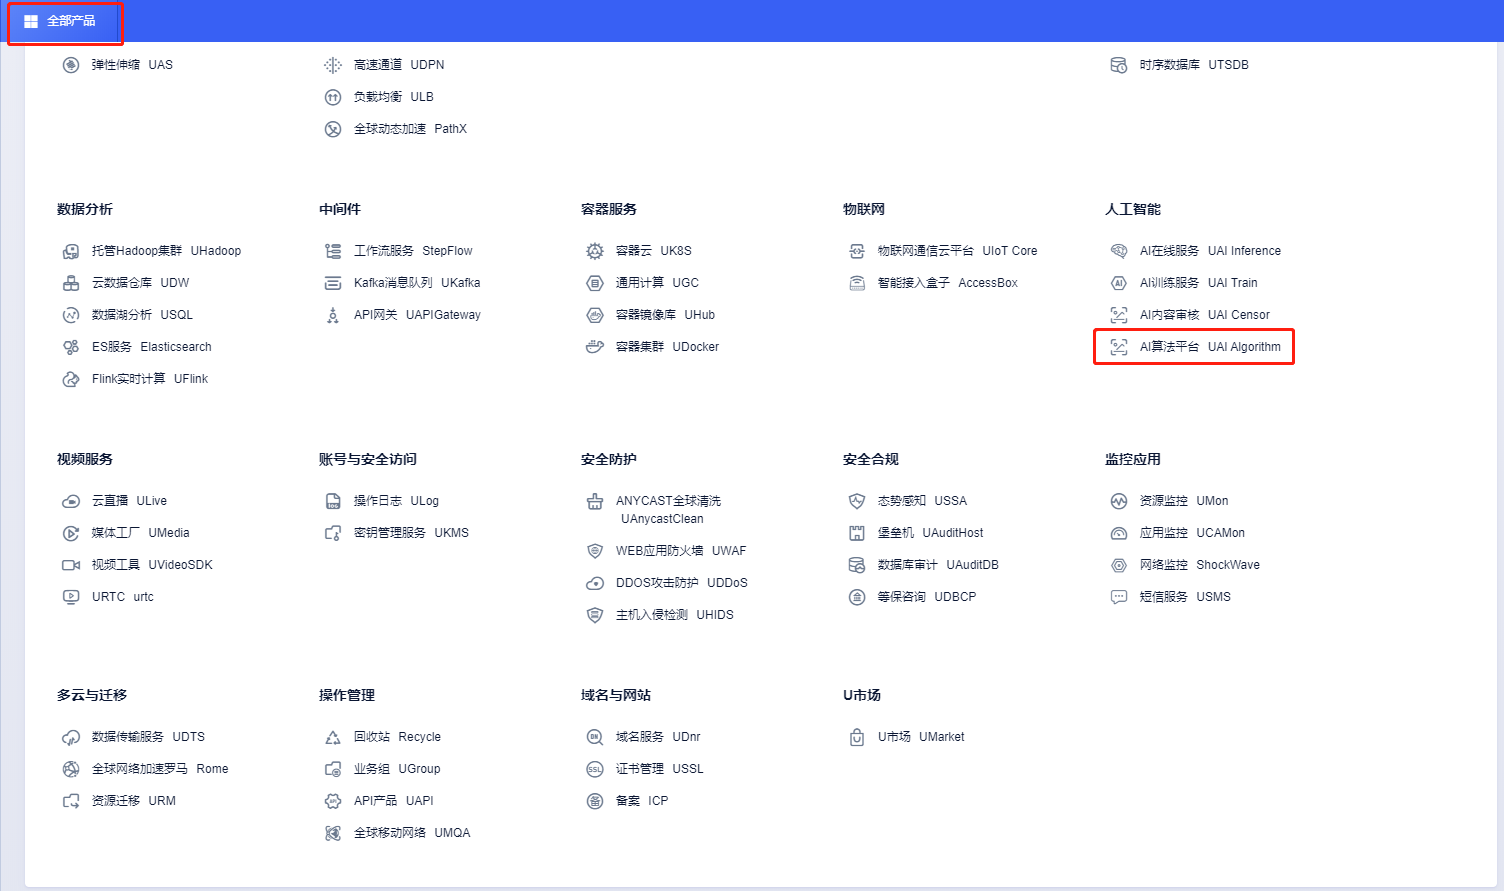 全部产品
弹性伸缩 UAS
高速通道 UDPN
负载均衡 ULB
全球动态加速 PathX
时序数据库 UTSDB
数据分析
托管Hadoop集群 UHadoop
云数据仓库 UDW
数据湖分析 USQL
ES服务 Elasticsearch
Flink实时计算 UFlink
中间件
工作流服务 StepFlow
Kafka消息队列 UKafka
API网关 UAPIGateway
容器服务
容器云 UK8S
通用计算 UGC
容器镜像库 UHub
容器集群 UDocker
物联网
物联网通信云平台 UIoT Core
智能接入盒子 AccessBox
人工智能
AI在线服务 UAI Inference
AI训练服务 UAI Train
AI内容审核 UAI Censor
AI算法平台 UAI Algorithm
视频服务
云直播 ULive
媒体工厂 UMedia
视频工具 UVideoSDK
URTC urtc
账号与安全访问
操作日志 ULog
密钥管理服务 UKMS
安全防护
ANYCAST全球清洗
UAnycastClean
WEB应用防火墙 UWAF
DDOS攻击防护 UDDoS
主机入侵检测 UHIDS
安全合规
态势感知 USSA
堡垒机 UAuditHost
数据库审计 UAuditDB
等保咨询 UDBCP
监控应用
资源监控 UMon
应用监控 UCAMon
网络监控 ShockWave
短信服务 USMS
多云与迁移
数据传输服务 UDTS
全球网络加速罗马 Rome
资源迁移 URM
操作管理
回收站 Recycle
业务组 UGroup
API产品 UAPI
全球移动网络 UMQA
域名与网站
域名服务 UDnr
证书管理 USSL
备案 ICP
U市场
U市场 UMarket